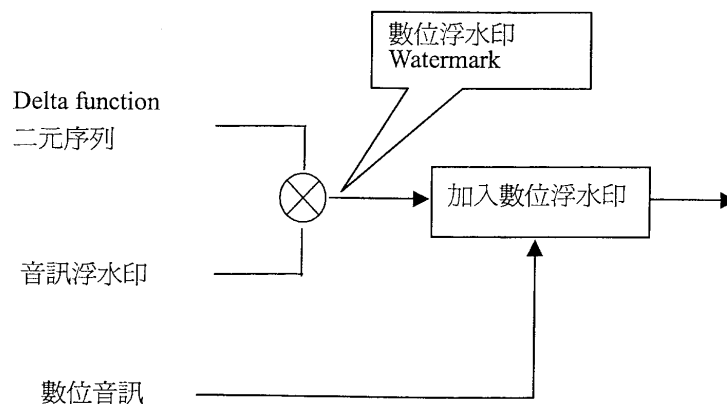 數位浮水印
Watermark
Delta function
二元序列
加入數位浮水印
音訊浮水印
數位音訊